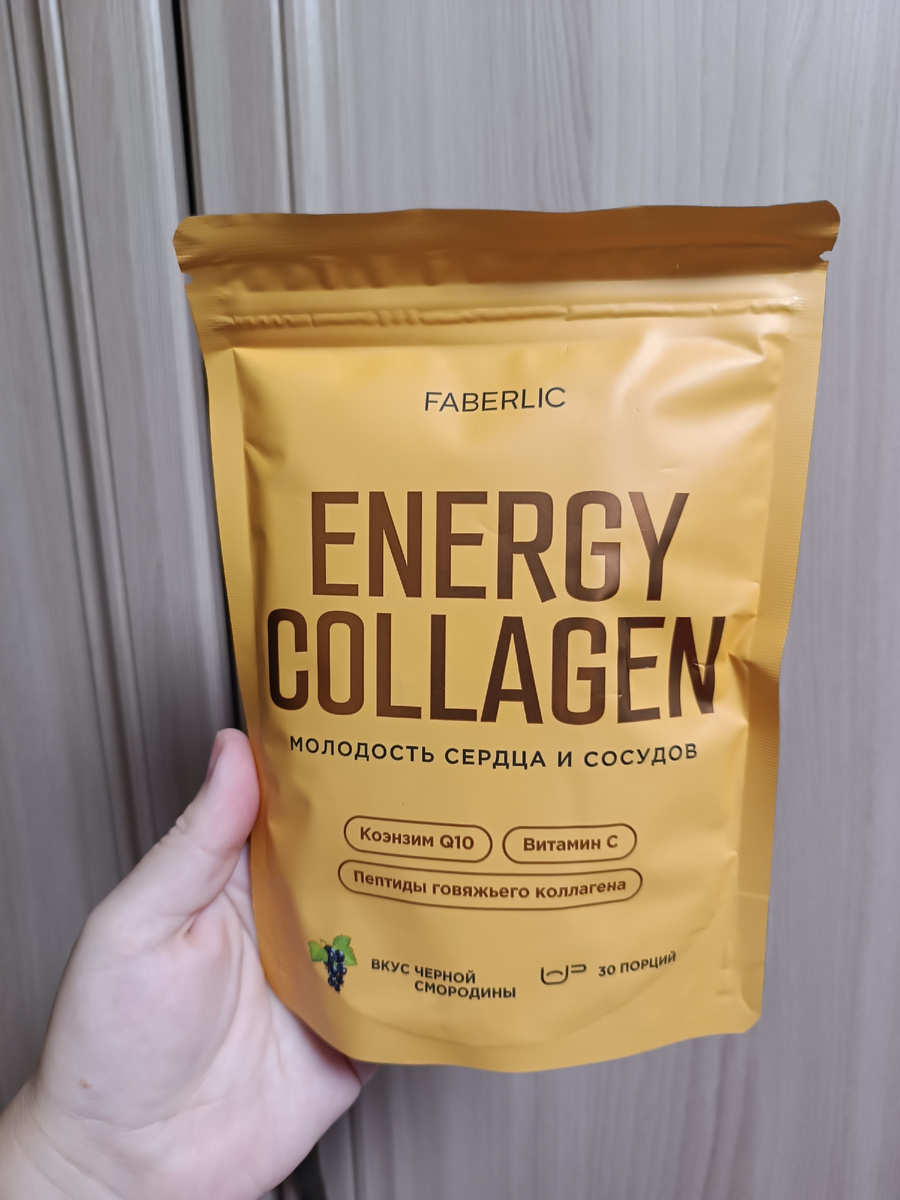 FABERLIC
ENERGY
COLLAGEN
МОЛОДОСТЬ СЕРДЦА И СОСУДОВ
Коэнзим Q10
Витамин С
Пептиды говяжьего коллагена
ВКУС ЧЕРНОЙ
СМОРОДИНЫ
30 ПОРЦИЙ